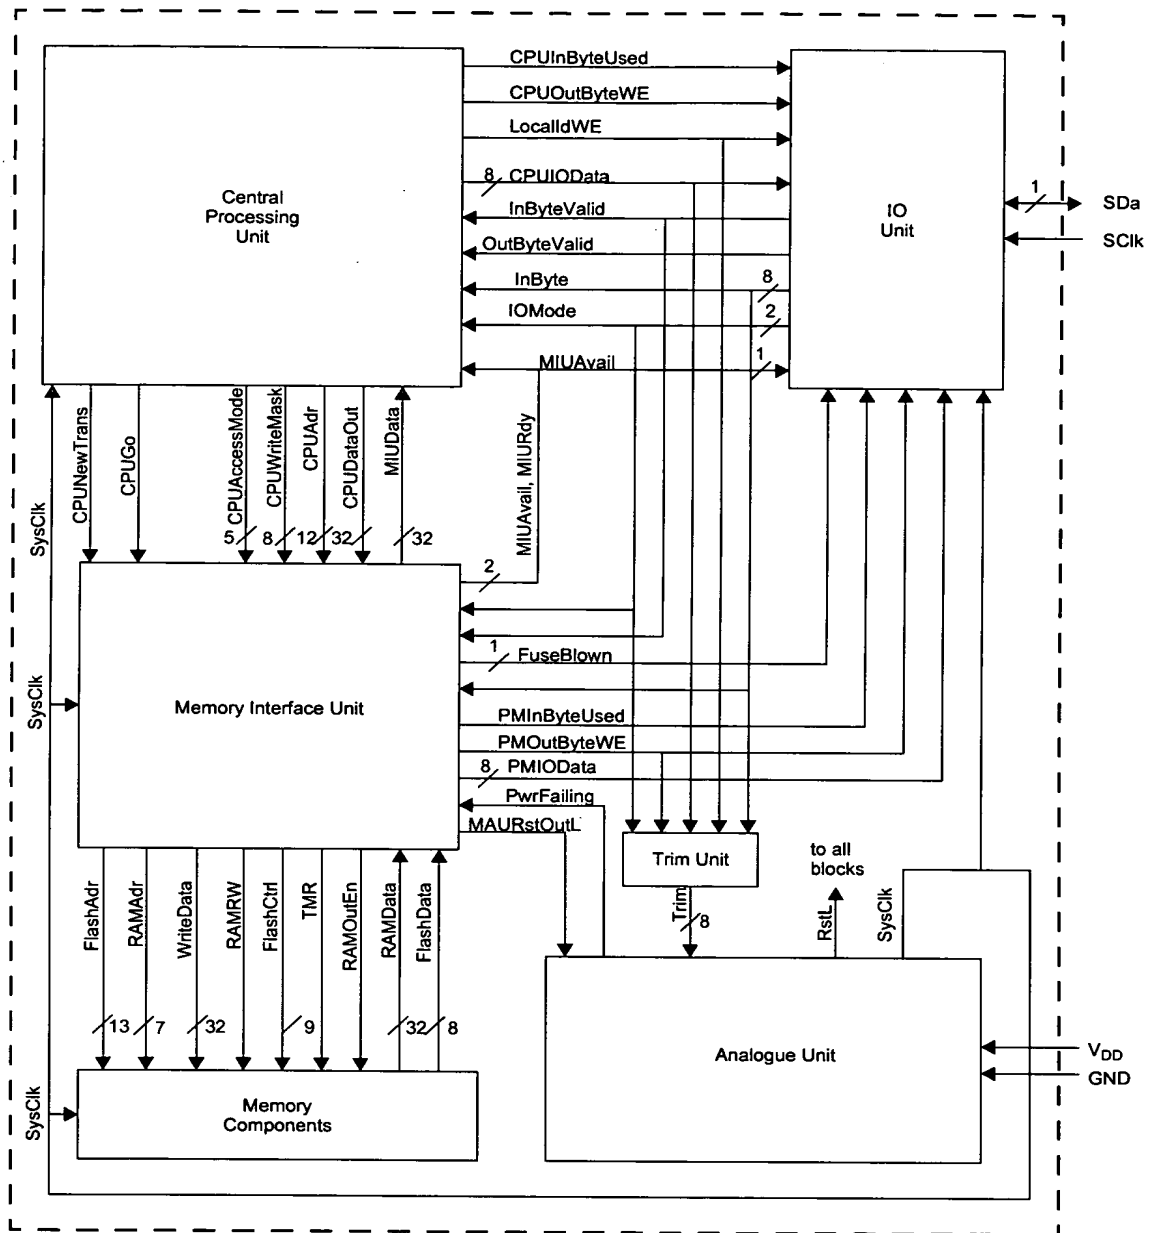 CPUInByteUsed
CPUOutByteWE
LocalIdWE
8 CPUIOData
InByteValid
OutByteValid
InByte 8
IOMode 2
MIUAvail 1
Central
Processing
Unit
IO
Unit
1 SDa
SClk
SysClk
CPUNewTrans
CPUGo
CPUAccessMode
CPUWriteMask
CPUAdr
CPUDataOut
MIUData
MIUAvail, MIURdy
5 8 12 32 32
2
1
FuseBlown
SysClk
Memory Interface Unit
PMInByteUsed
PMOutByteWE
8 PMIOData
PwrFailing
MAURstOutL
Trim Unit
to all
blocks
FlashAdr
RAMAdr
WriteData
RAMRW
FlashCtrl
TMR
RAMOutEn
RAMData
FlashData
Trim
8
RstL
SysClk
13 7 32 9 32 8
Analogue Unit
VDD
GND
SysClk
Memory
Components